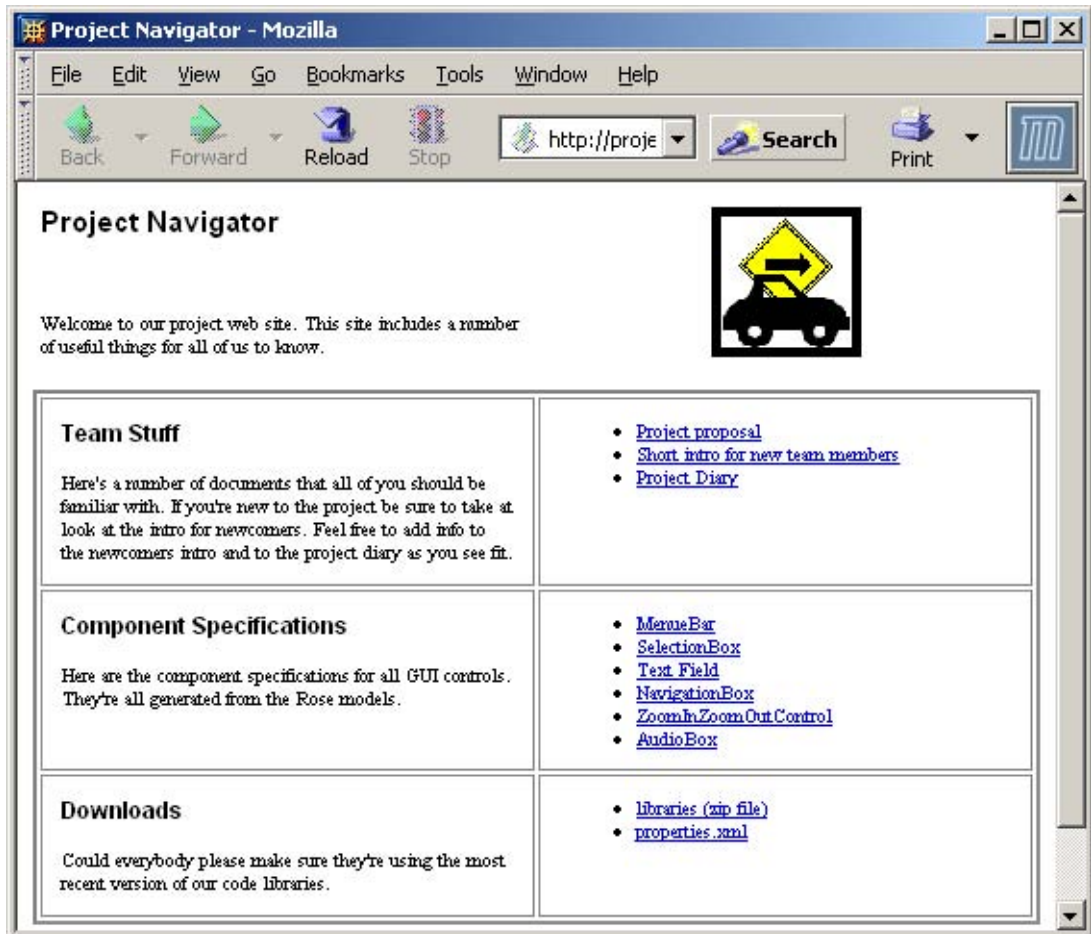 Project Navigator - Mozilla
File Edit View Go Bookmarks Tools Window Help
Back Forward Reload Stop http://proje Search Print
Project Navigator
Welcome to our project web site. This site includes a number
of useful things for all of us to know.
Team Stuff
Here's a number of documents that all of you should be
familiar with. If you're new to the project be sure to take at
look at the intro for newcomers. Feel free to add info to
the newcomers intro and to the project diary as you see fit.
Project proposal
Short intro for new team members
Project Diary
Component Specifications
Here are the component specifications for all GUI controls.
They're all generated from the Rose models.
MenueBar
SelectionBox
Text Field
NavigationBox
ZoomInZoomOutControl
AudioBox
Downloads
Could everybody please make sure they're using the most
recent version of our code libraries.
libraries (zip file)
properties.xml